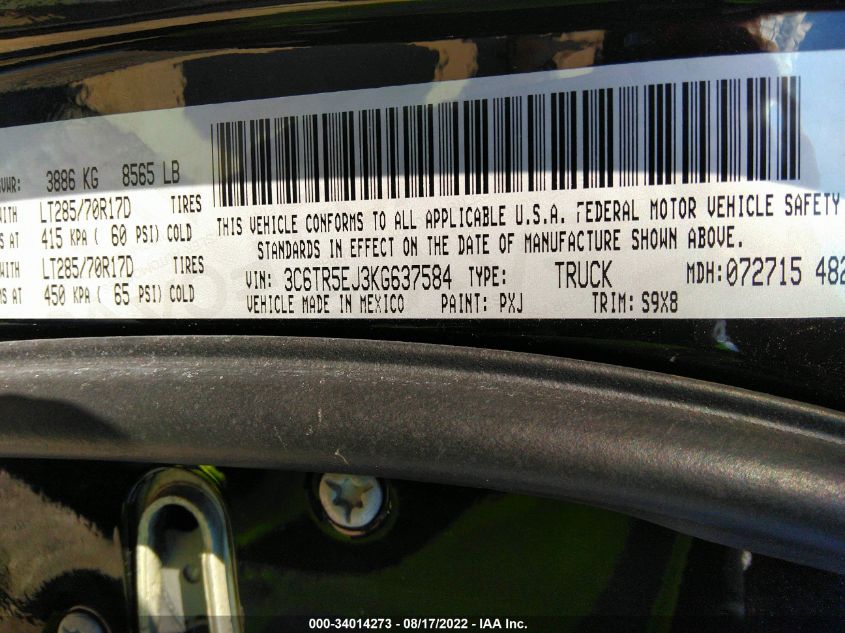 GVWR: 3886 KG 8565 LB
WITH LT285/70R17D TIRES
AT 415 KPA ( 60 PSI) COLD
WITH LT285/70R17D TIRES
AT 450 KPA ( 65 PSI) COLD
THIS VEHICLE CONFORMS TO ALL APPLICABLE U.S.A. FEDERAL MOTOR VEHICLE SAFETY
STANDARDS IN EFFECT ON THE DATE OF MANUFACTURE SHOWN ABOVE.
VIN: 3C6TR5EJ3KG637584 TYPE: TRUCK MDH: 072715 482
VEHICLE MADE IN MEXICO PAINT: PXJ TRIM: S9X8
000-34014273 - 08/17/2022 - IAA Inc.